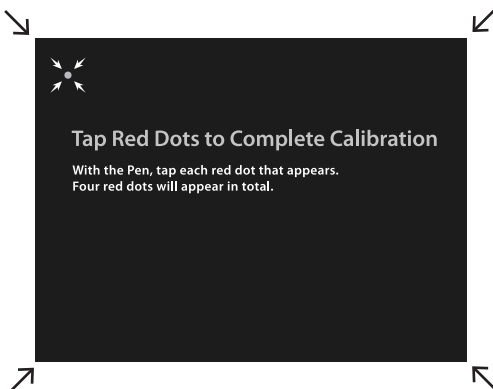 Tap Red Dots to Complete Calibration
With the Pen, tap each red dot that appears.
Four red dots will appear in total.